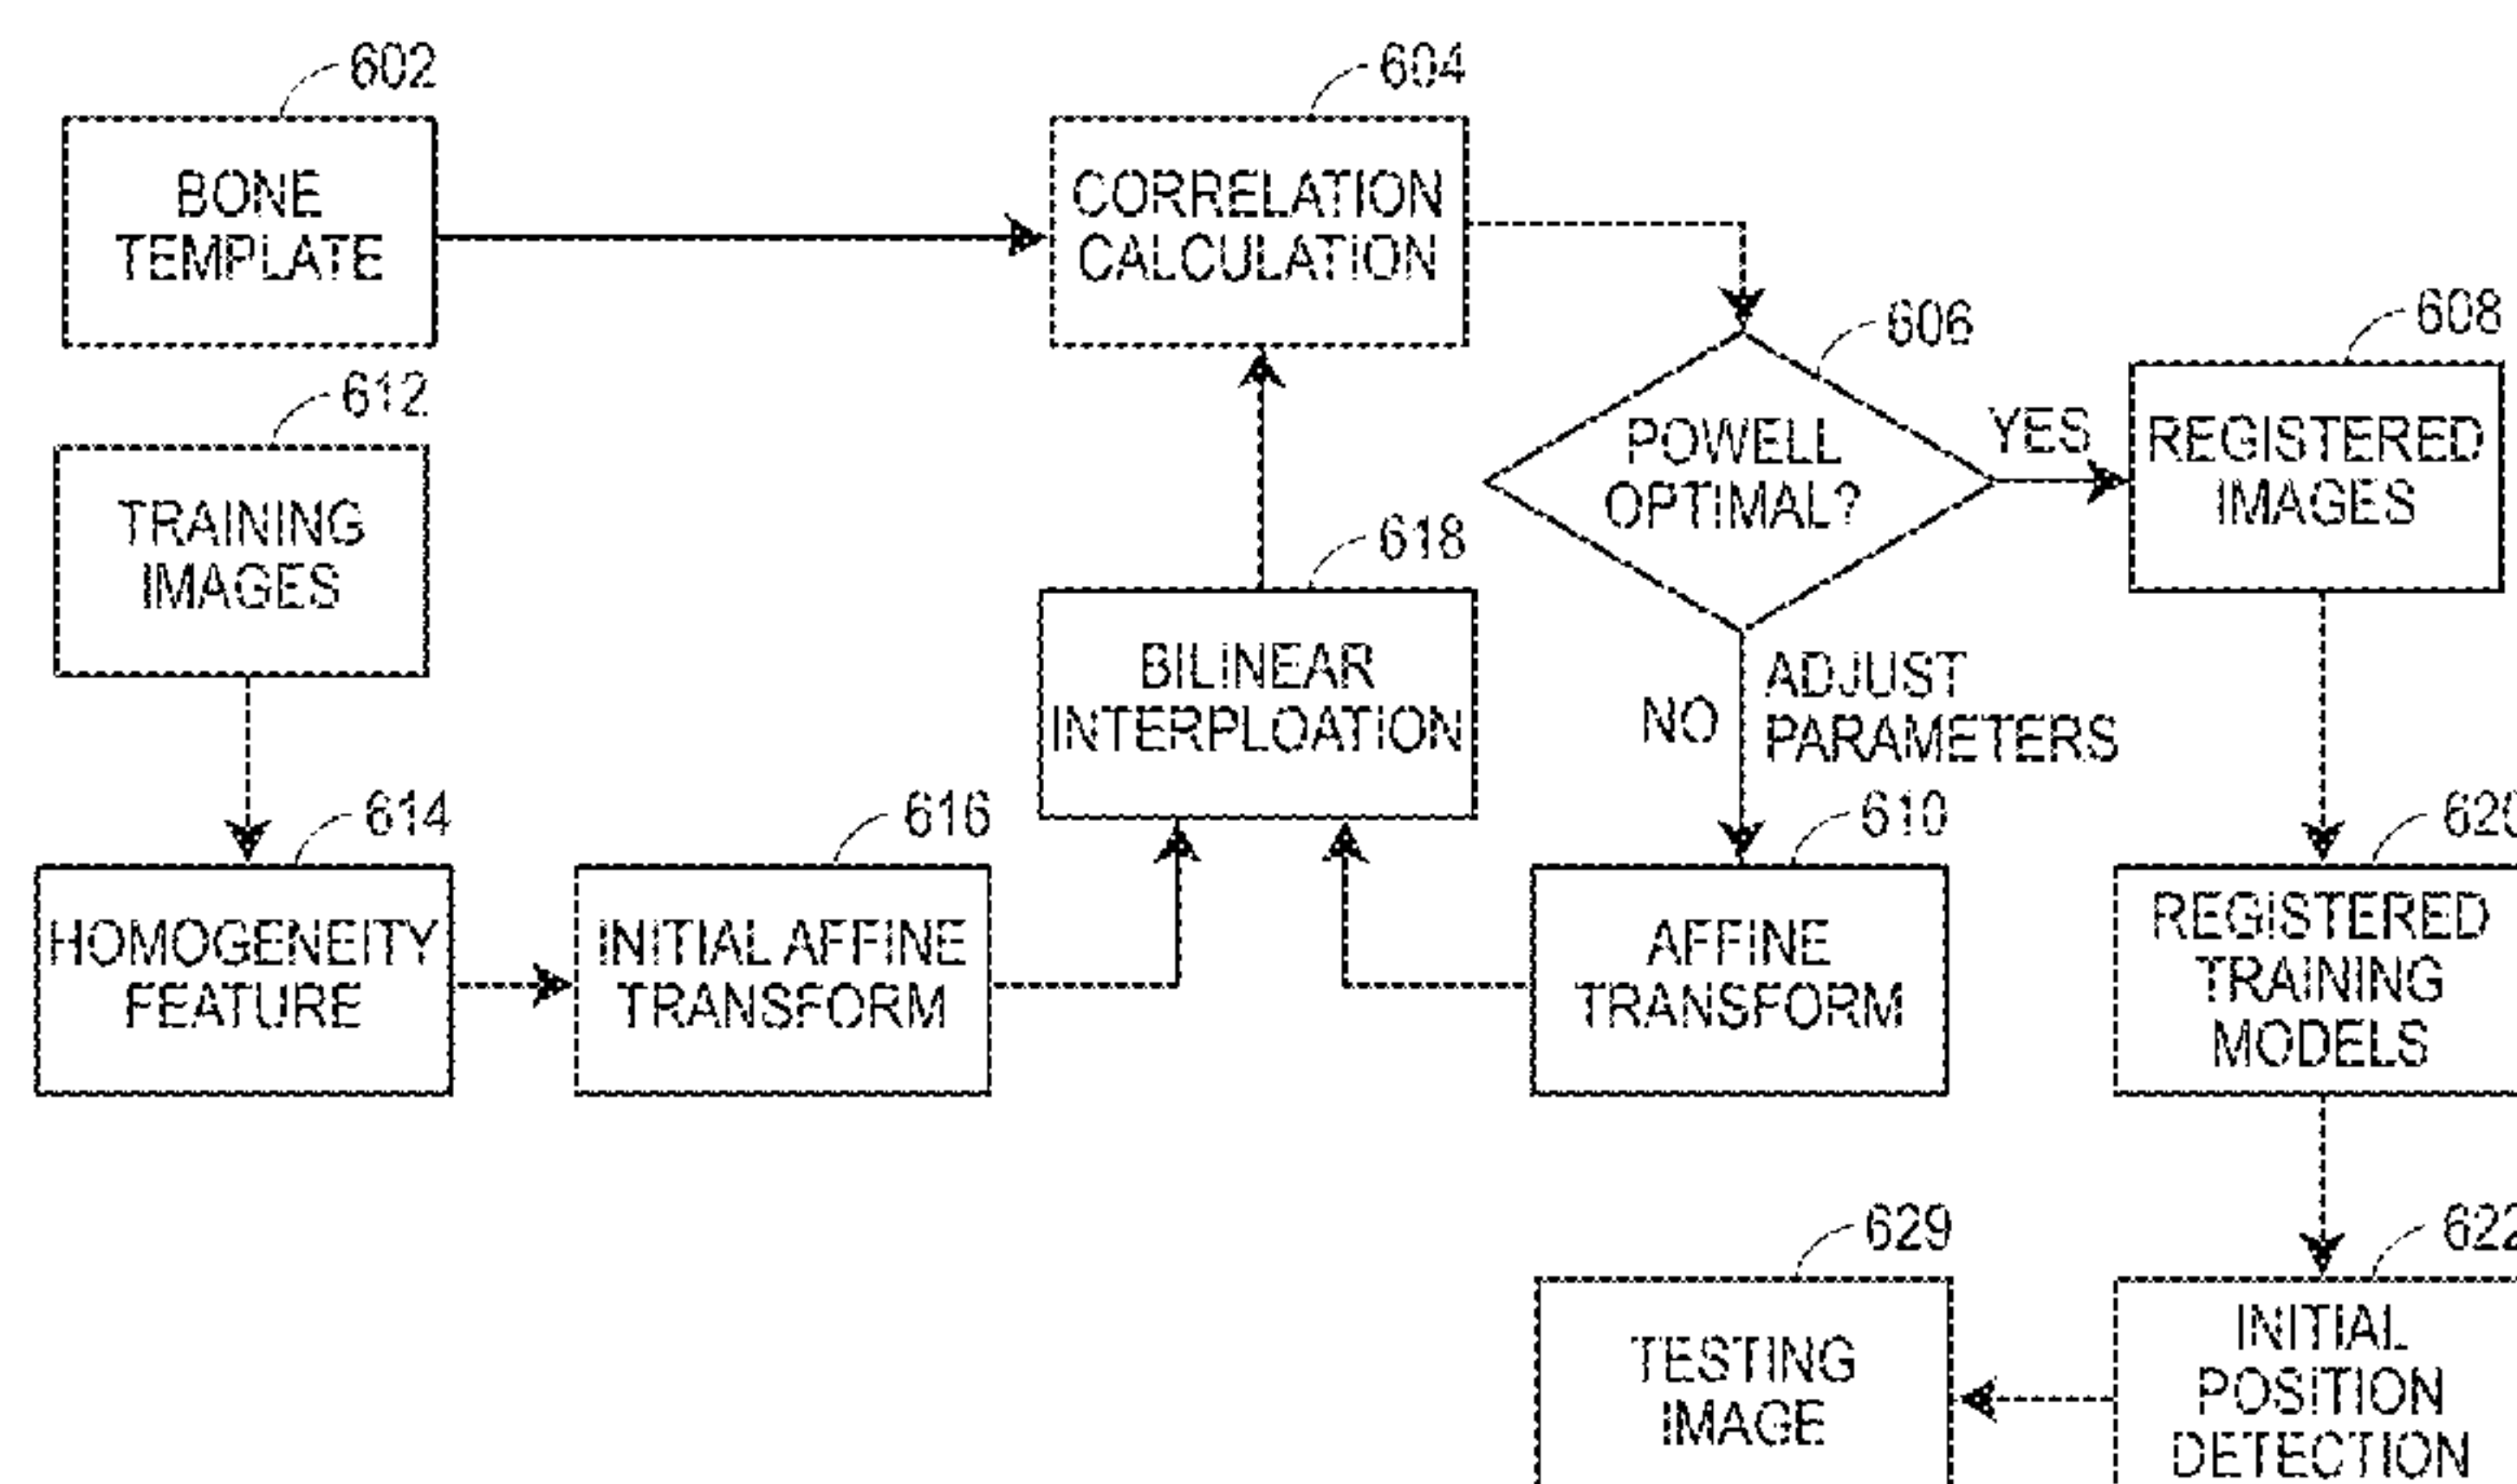 602
BONE
TEMPLATE
604
CORRELATION
CALCULATION
606
POWELL
OPTIMAL?
YES
608
REGISTERED
IMAGES
612
TRAINING
IMAGES
618
BILINEAR
INTERPLOATION
NO
ADJUST
PARAMETERS
614
HOMOGENEITY
FEATURE
616
INITIAL AFFINE
TRANSFORM
610
AFFINE
TRANSFORM
620
REGISTERED
TRAINING
MODELS
629
TESTING
IMAGE
622
INITIAL
POSITION
DETECTION